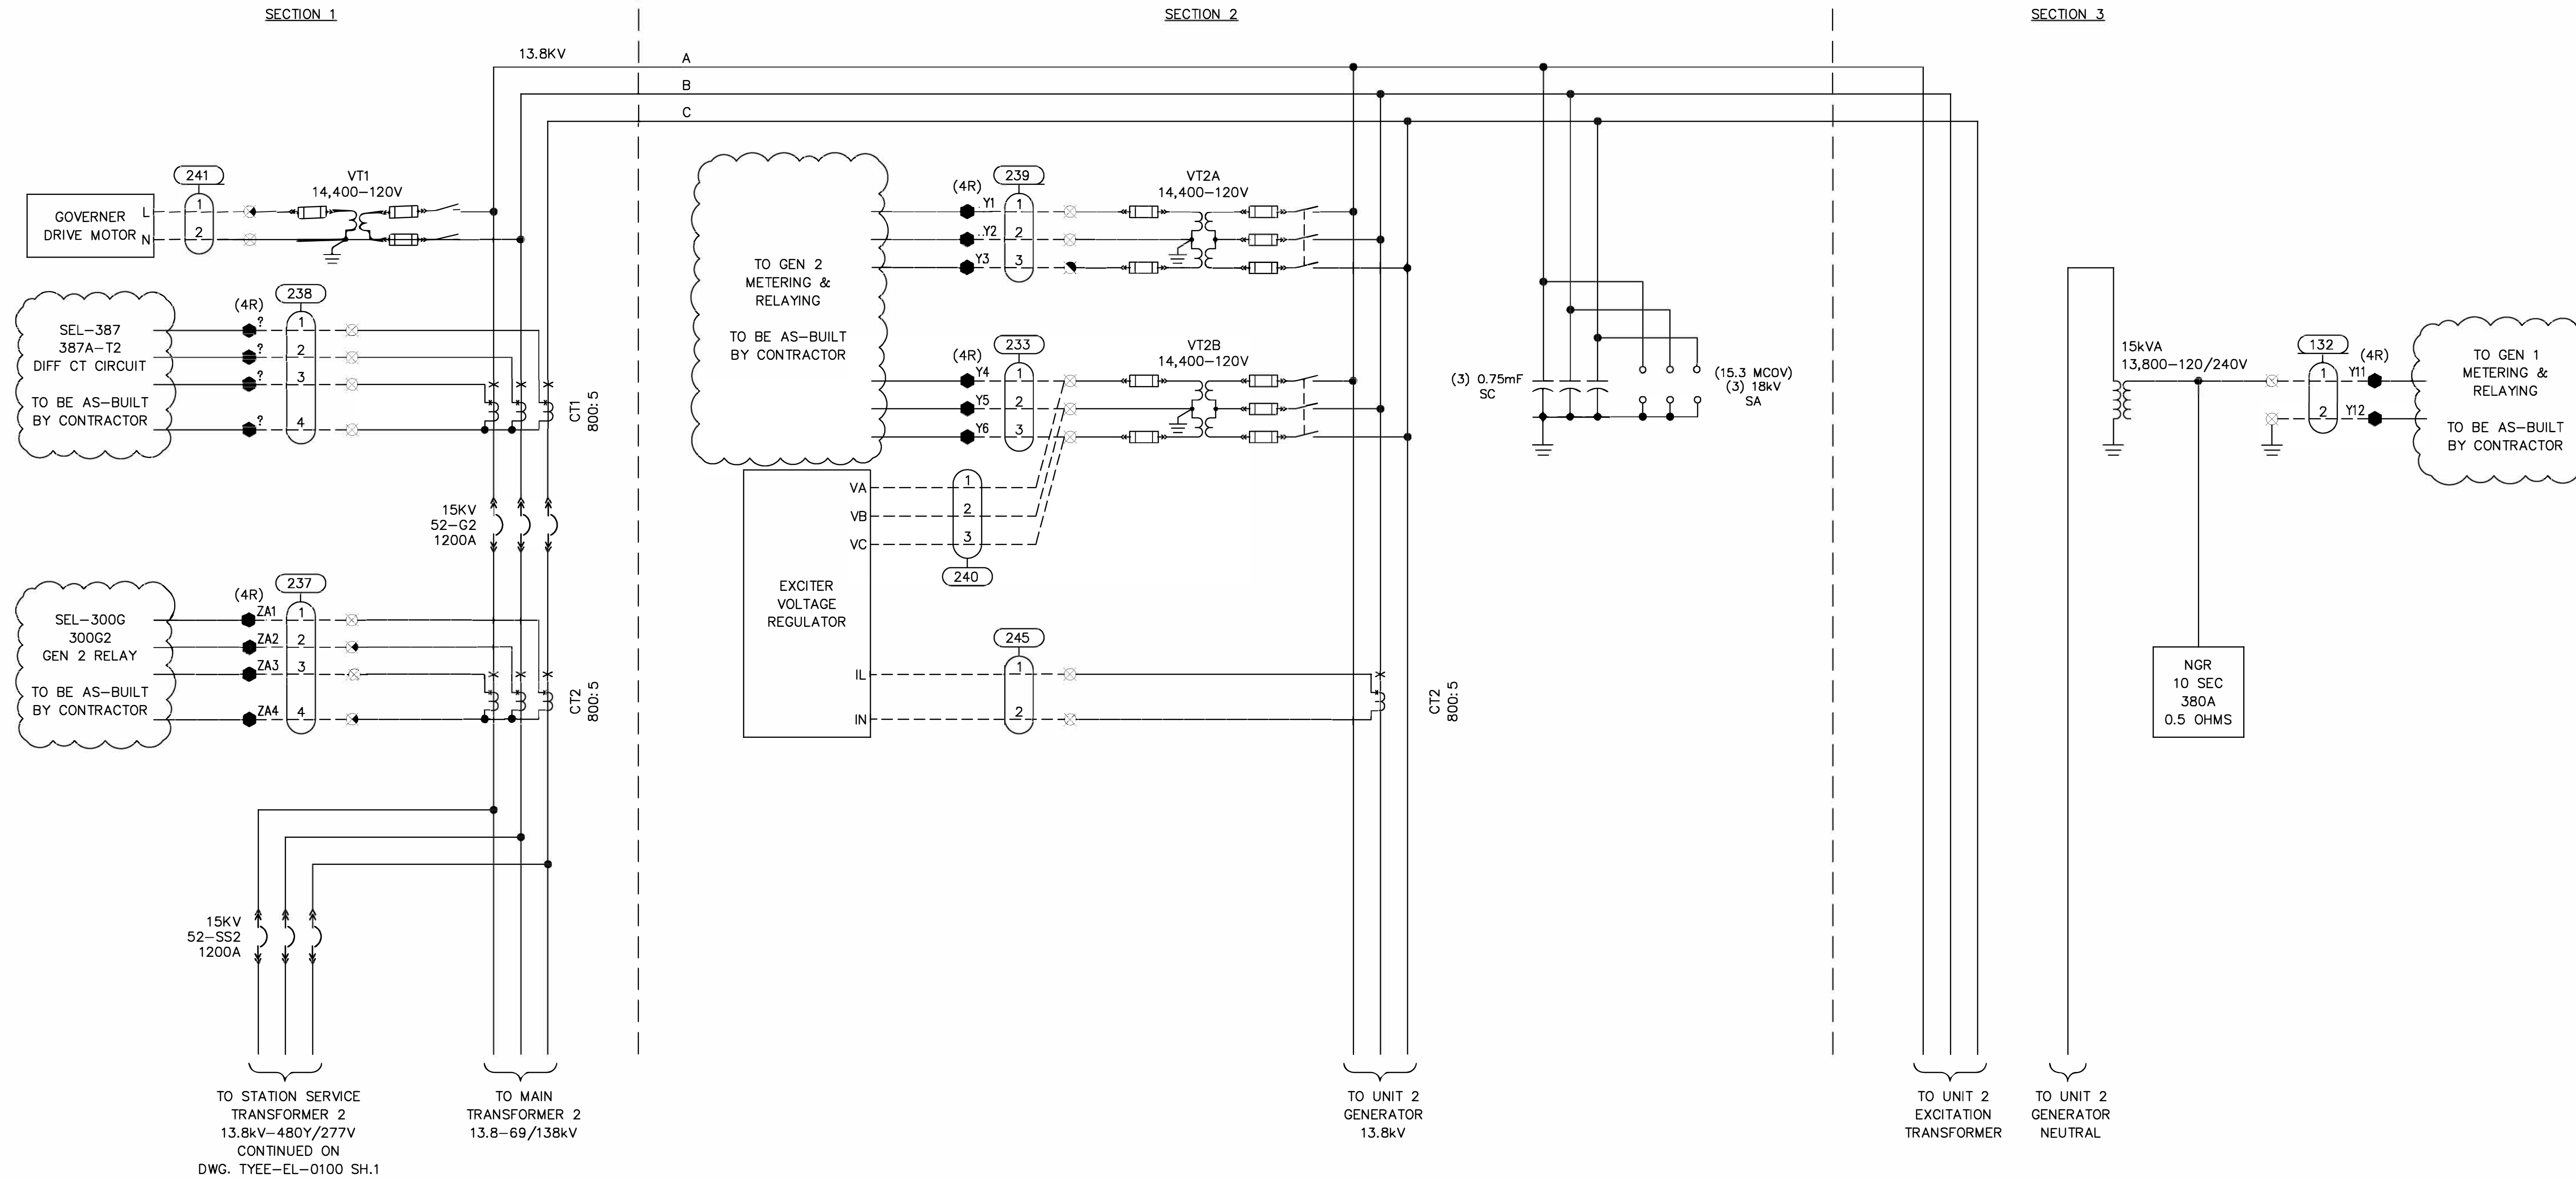 SECTION 1
SECTION 2
SECTION 3
13.8KV
A
B
C
241
VT1
14,400-120V
GOVERNER
DRIVE MOTOR
L
N
1
2
238
(4R)
SEL-387
387A-T2
DIFF CT CIRCUIT
TO BE AS-BUILT
BY CONTRACTOR
?
?
?
?
1
2
3
4
CT1
800:5
15KV
52-G2
1200A
237
(4R)
SEL-300G
300G2
GEN 2 RELAY
TO BE AS-BUILT
BY CONTRACTOR
ZA1
ZA2
ZA3
ZA4
1
2
3
4
CT2
800:5
15KV
52-SS2
1200A
TO STATION SERVICE
TRANSFORMER 2
13.8kV-480Y/277V
CONTINUED ON
DWG. TYEE-EL-0100 SH.1
TO MAIN
TRANSFORMER 2
13.8-69/138kV
TO GEN 2
METERING &
RELAYING
TO BE AS-BUILT
BY CONTRACTOR
239
(4R)
Y1
Y2
Y3
1
2
3
VT2A
14,400-120V
233
(4R)
Y4
Y5
Y6
1
2
3
VT2B
14,400-120V
VA
VB
VC
1
2
3
240
EXCITER
VOLTAGE
REGULATOR
245
IL
IN
1
2
CT2
800:5
(3) 0.75mF
SC
(15.3 MCOV)
(3) 18kV
SA
TO UNIT 2
GENERATOR
13.8kV
15kVA
13,800-120/240V
132
(4R)
1
2
Y11
Y12
TO GEN 1
METERING &
RELAYING
TO BE AS-BUILT
BY CONTRACTOR
NGR
10 SEC
380A
0.5 OHMS
TO UNIT 2
EXCITATION
TRANSFORMER
TO UNIT 2
GENERATOR
NEUTRAL